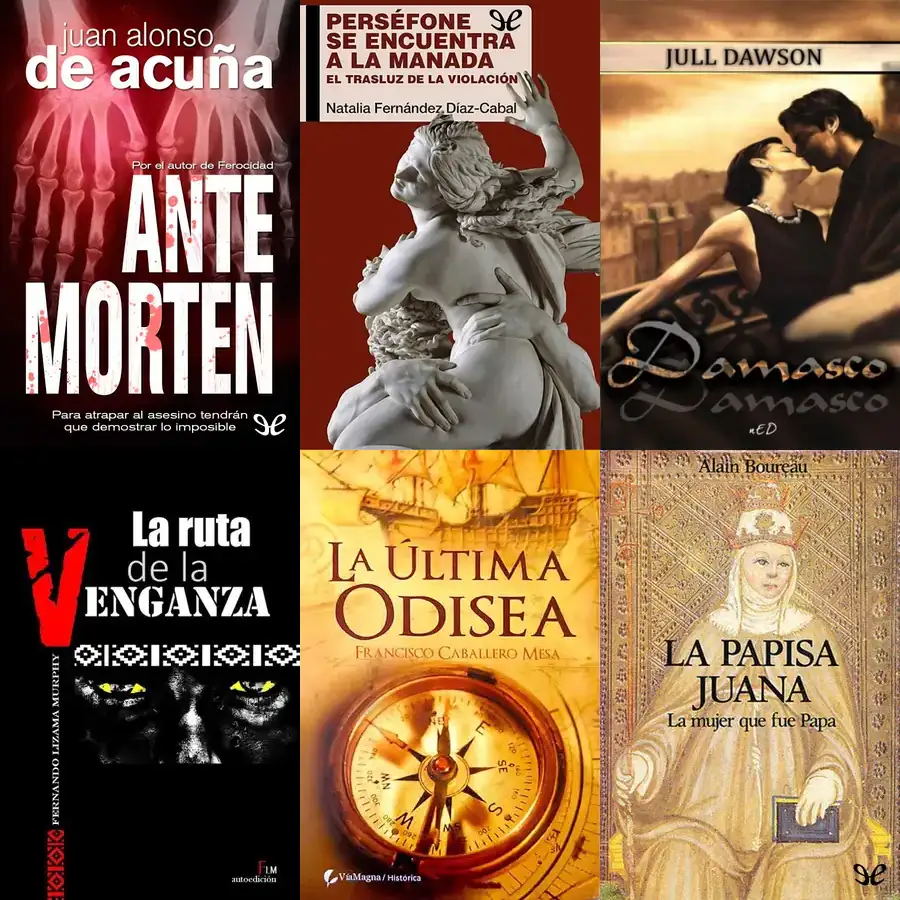 juan alonso
de acuña
Por el autor de Ferocidad
ANTE
MORTEN
Para atrapar al asesino tendrán
que demostrar lo imposible
PERSÉFONE
SE ENCUENTRA
A LA MANADA
EL TRASLUZ DE LA VIOLACIÓN
Natalia Fernández Díaz-Cabal
JULL DAWSON
Damasco
Damasco
nED
La ruta
de la
VENGANZA
FERNANDO LIZAMA MURPHY
FLM
autoedición
LA ÚLTIMA
ODISEA
FRANCISCO CABALLERO MESA
E
S
W
NW
SW
VíaMagna / Histórica
Alain Boureau
LA PAPISA
JUANA
La mujer que fue Papa